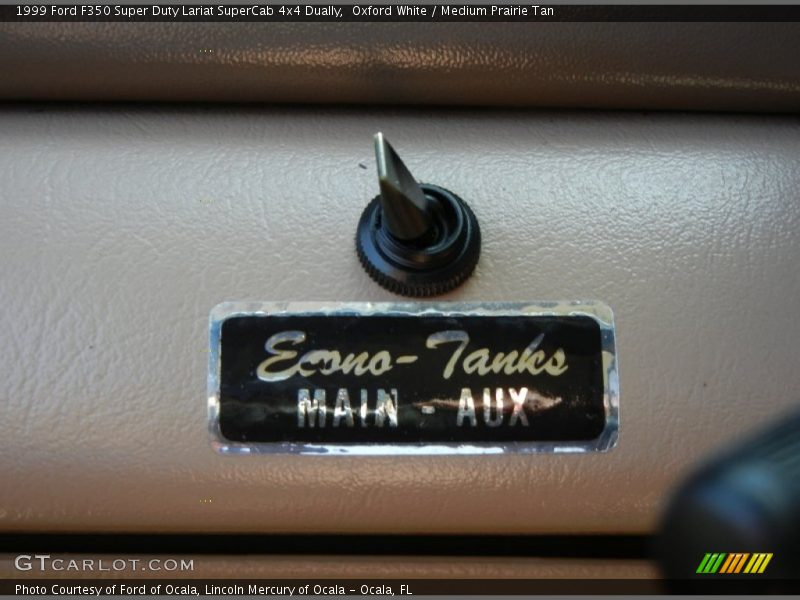 1999 Ford F350 Super Duty Lariat SuperCab 4x4 Dually,  Oxford White / Medium Prairie Tan
Econo-Tanks
MAIN - AUX
GTCARLOT.COM
Photo Courtesy of Ford of Ocala, Lincoln Mercury of Ocala - Ocala, FL